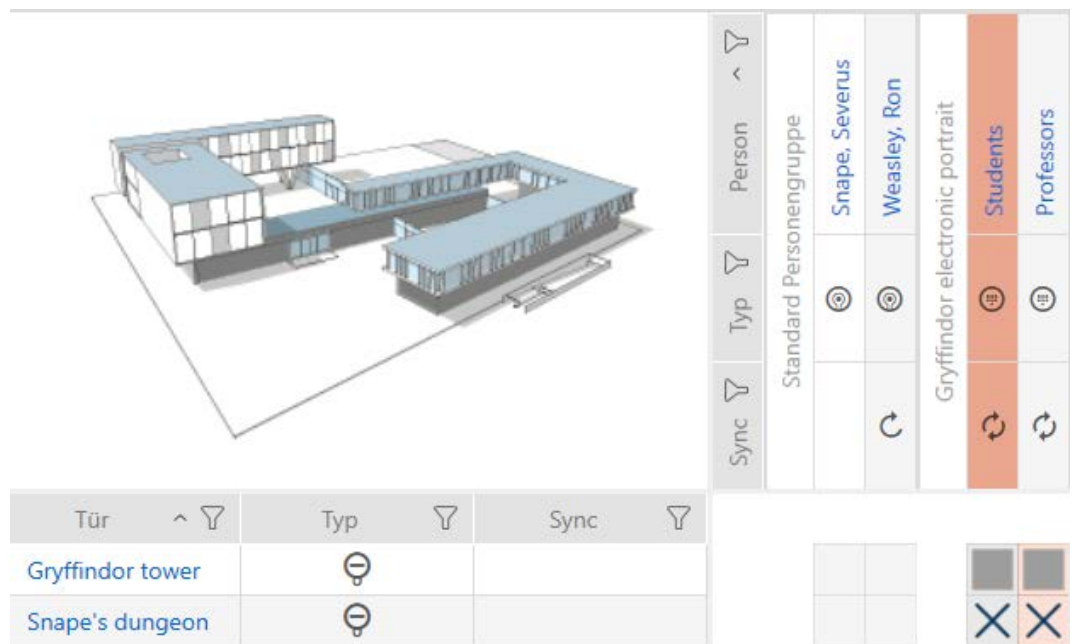 Person
Typ
Sync
Standard Personengruppe
Snape, Severus
Weasley, Ron
Gryffindor electronic portrait
Students
Professors
Tür Typ Sync
Gryffindor tower
Snape's dungeon